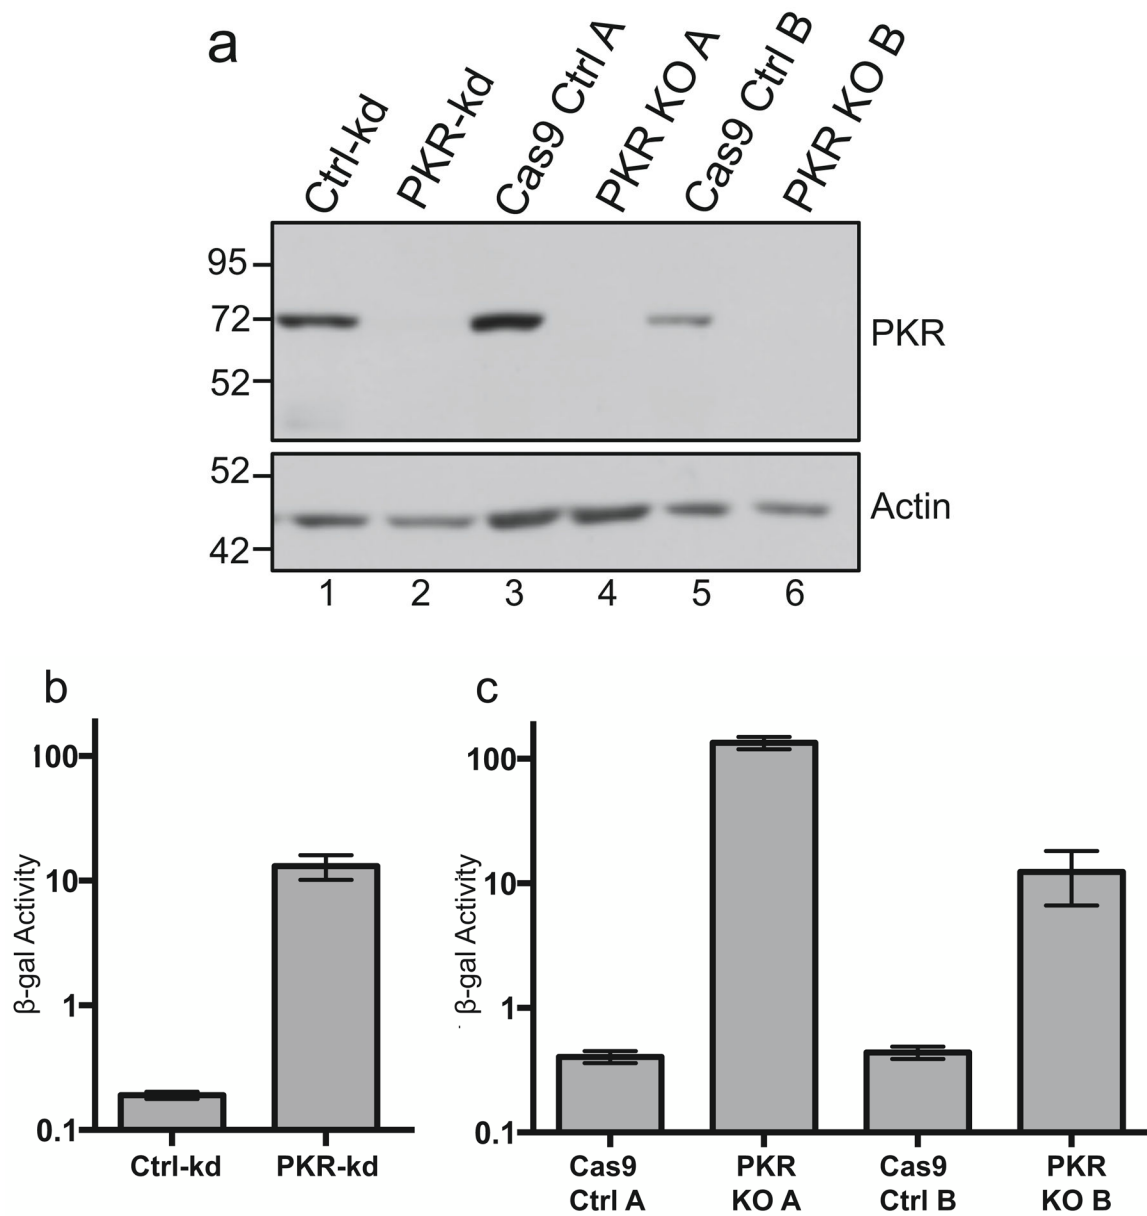 a
Ctrl-kd
PKR-kd
Cas9 Ctrl A
PKR KO A
Cas9 Ctrl B
PKR KO B
95
72
52
PKR
52
42
Actin
1 2 3 4 5 6
b
β-gal Activity
100
10
1
0.1
Ctrl-kd PKR-kd
c
β-gal Activity
100
10
1
0.1
Cas9 PKR Cas9 PKR
Ctrl A KO A Ctrl B KO B